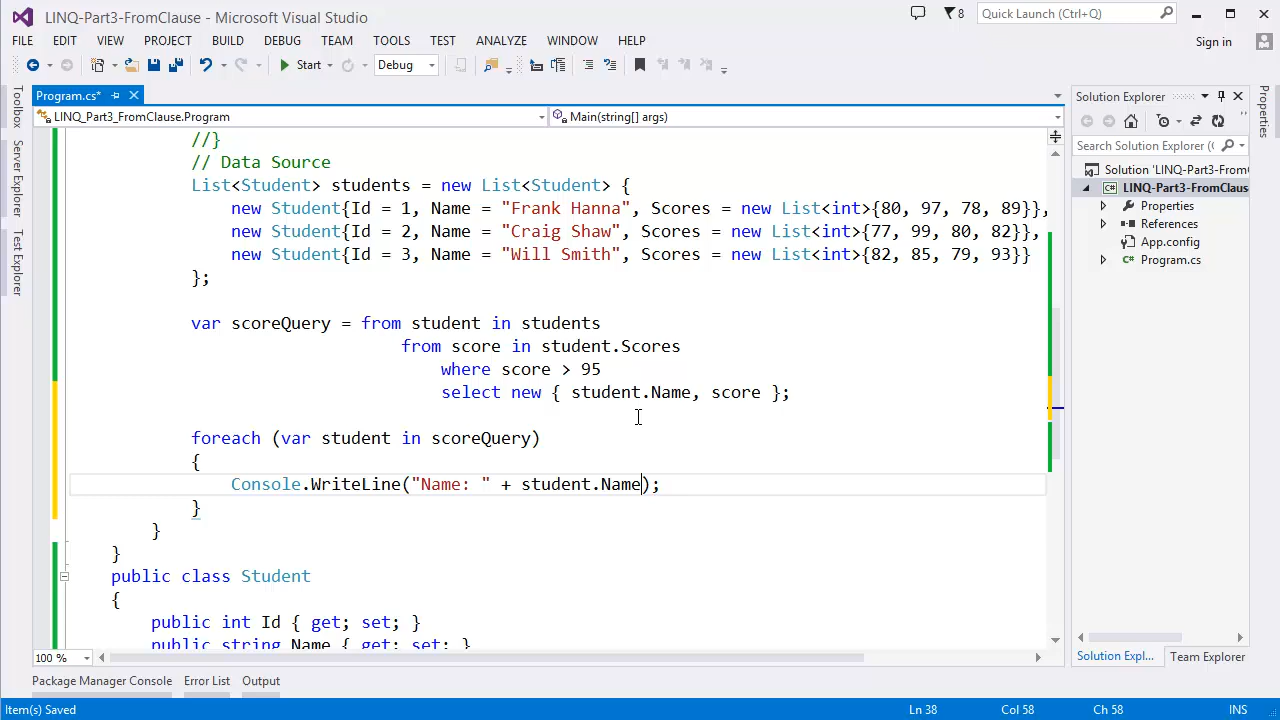 LINQ-Part3-FromClause - Microsoft Visual Studio
8
Quick Launch (Ctrl+Q)
FILE EDIT VIEW PROJECT BUILD DEBUG TEAM TOOLS TEST ANALYZE WINDOW HELP
Sign in
Start Debug
Toolbox
Server Explorer
Test Explorer
Program.cs*
LINQ_Part3_FromClause.Program
Main(string[] args)
//}
// Data Source
List<Student> students = new List<Student> {
new Student{Id = 1, Name = "Frank Hanna", Scores = new List<int>{80, 97, 78, 89}},
new Student{Id = 2, Name = "Craig Shaw", Scores = new List<int>{77, 99, 80, 82}},
new Student{Id = 3, Name = "Will Smith", Scores = new List<int>{82, 85, 79, 93}}
};
var scoreQuery = from student in students
from score in student.Scores
where score > 95
select new { student.Name, score };
foreach (var student in scoreQuery)
{
Console.WriteLine("Name: " + student.Name);
}
}
}
public class Student
{
public int Id { get; set; }
public string Name { get; set; }
100 %
Solution Explorer
Search Solution Explorer (
Solution 'LINQ-Part3-FromCl
LINQ-Part3-FromClause
Properties
References
App.config
Program.cs
Solution Expl...
Team Explorer
Properties
Package Manager Console Error List Output
Item(s) Saved
Ln 38 Col 58 Ch 58 INS